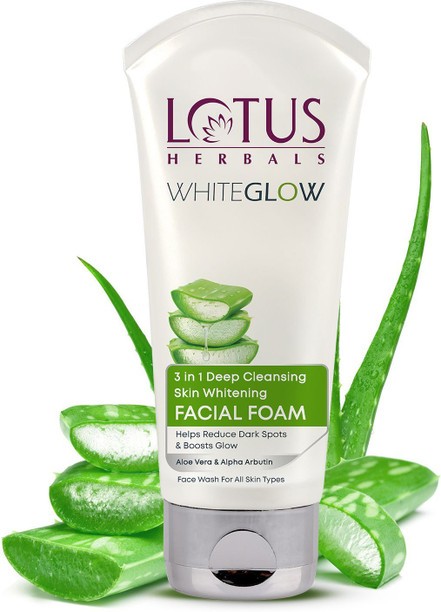 LOTUS
HERBALS
WHITEGLOW
3 in 1 Deep Cleansing
Skin Whitening
FACIAL FOAM
Helps Reduce Dark Spots
& Boosts Glow
Aloe Vera & Alpha Arbutin
Face Wash For All Skin Types